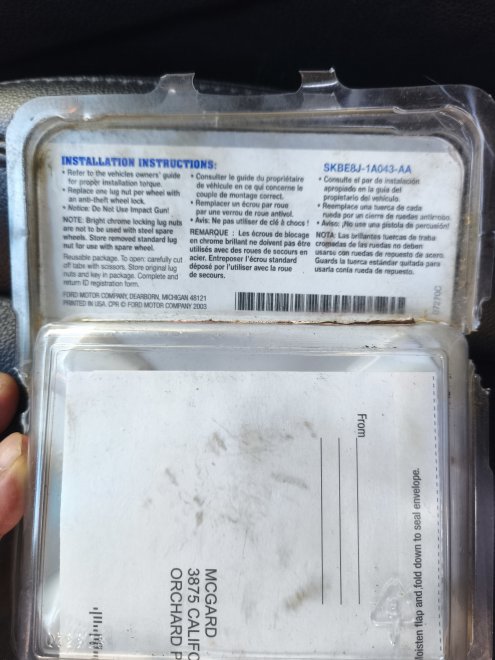 INSTALLATION INSTRUCTIONS:
• Refer to the vehicles owners' guide
for proper installation torque.
• Replace one lug nut per wheel with
an anti-theft wheel lock.
• Notice: Do Not Use Impact Gun!
NOTE: Bright chrome locking lug nuts
are not to be used with steel spare
wheels. Store removed standard lug
nut for use with spare wheel.
Reusable package. To open: carefully cut
off tabs with scissors. Store original lug
nuts and key in package. Complete and
return ID registration form.
FORD MOTOR COMPANY, DEARBORN, MICHIGAN 48121
PRINTED IN USA. CPR © FORD MOTOR COMPANY 2003
• Consulter le guide du propriétaire
de véhicule en ce qui concerne le
couple de montage correct.
• Remplacer un écrou par roue
par une verrou de roue antivol.
• Avis: Ne pas utiliser de clé à chocs !
REMARQUE : Les écrous de blocage
en chrome brillant ne doivent pas être
utilisés avec des roues de secours en
acier. Entreposer l'écrou standard
déposé por l'utiliser avec la roue
de secours.
SKBE8J-1A043-AA
• Consulte el par de instalación
apropiado en la guía del
propietario del vehículo.
• Reemplace una tuerca de cada
rueda por un cierre de ruedas antirrobo.
• Aviso: ¡No use una pistola de percusión!
NOTA: Las brillantes tuercas de traba
cromadas de las ruedas no deben
usarse con ruedas de repuesto de acero.
Guarde la tuerca estándar quitada para
usarla conla rueda de repuesto.
From
MCGARD
3875 CALIFO
ORCHARD P
oisten flap and fold down to seal envelope.